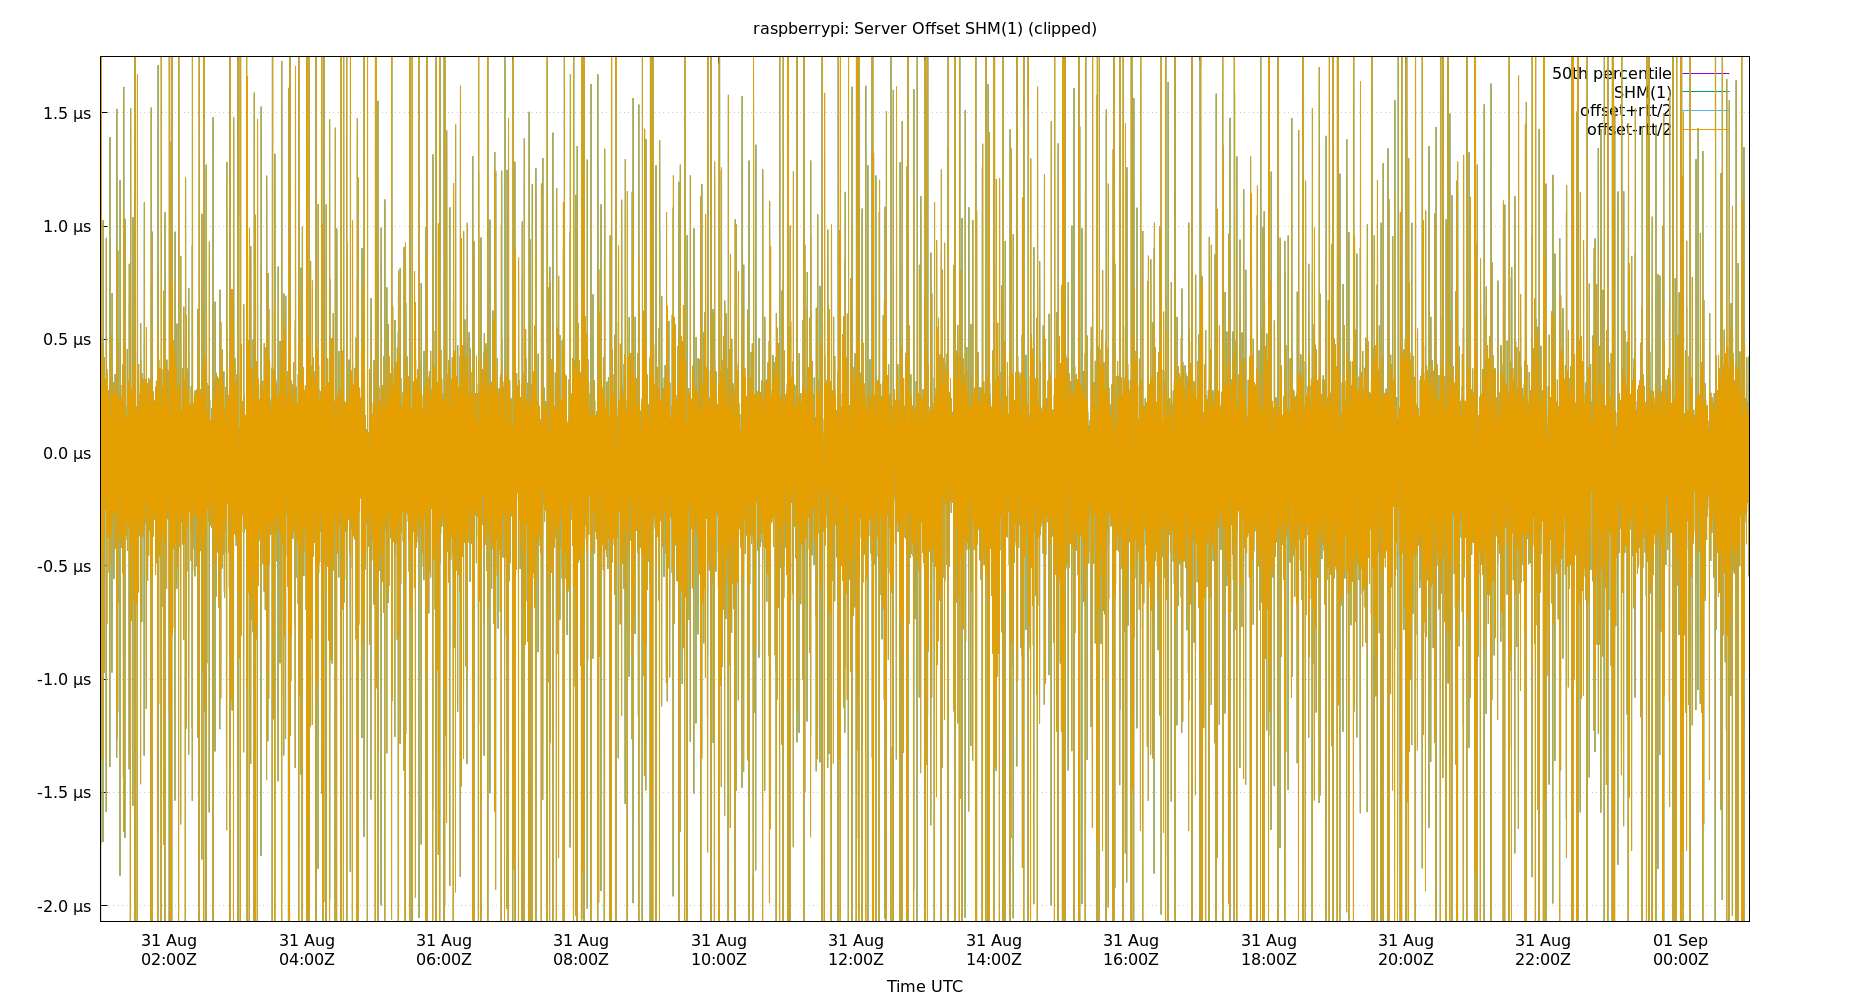 raspberrypi: Server Offset SHM(1) (clipped)
50th percentile
SHM(1)
offset+rtt/2
offset-rtt/2
1.5 µs
1.0 µs
0.5 µs
0.0 µs
-0.5 µs
-1.0 µs
-1.5 µs
-2.0 µs
31 Aug 31 Aug 31 Aug 31 Aug 31 Aug 31 Aug 31 Aug 31 Aug 31 Aug 31 Aug 31 Aug 01 Sep
02:00Z 04:00Z 06:00Z 08:00Z 10:00Z 12:00Z 14:00Z 16:00Z 18:00Z 20:00Z 22:00Z 00:00Z
Time UTC